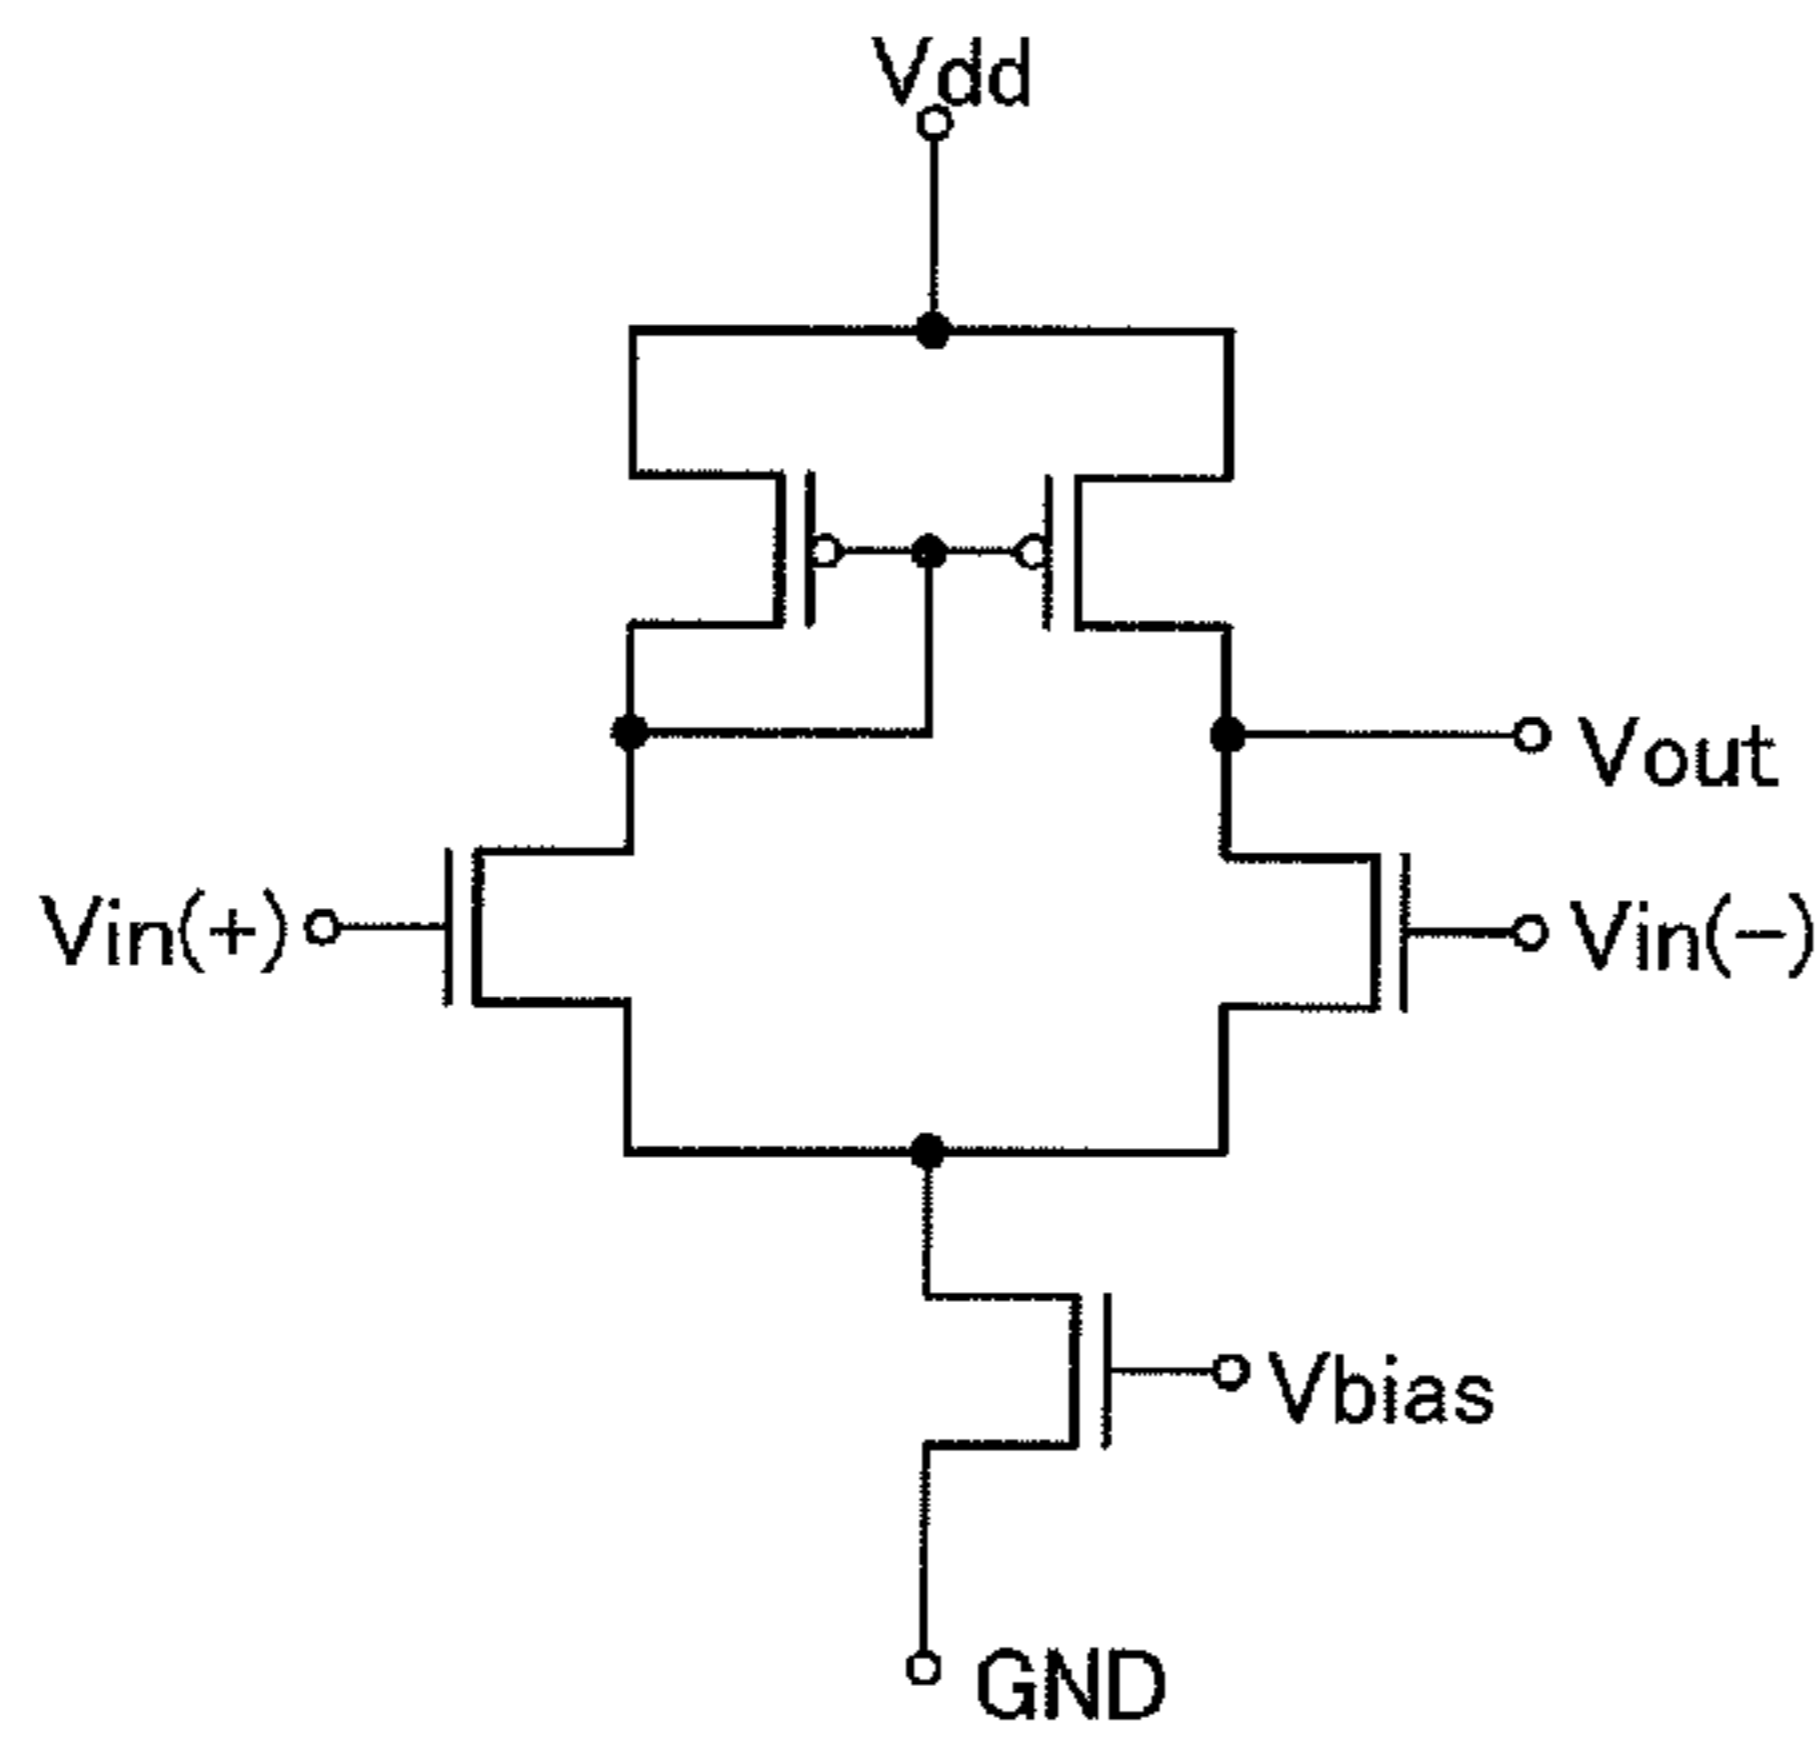 Vdd
Vout
Vin(+)
Vin(−)
Vbias
GND